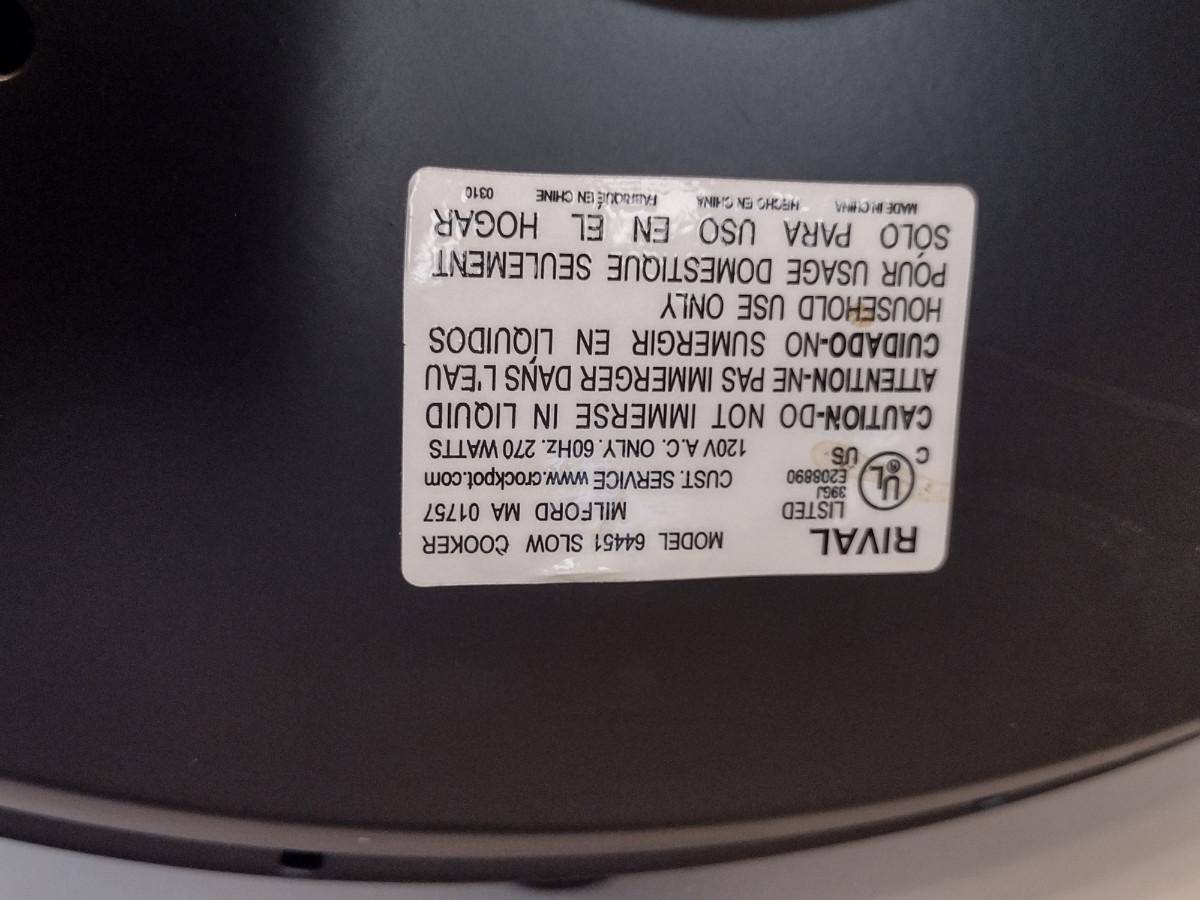 RIVAL
MODEL 64451 SLOW COOKER
LISTED
MILFORD MA 01757
39GJ
E208890
CUST. SERVICE www.crockpot.com
C UL US
120V A.C. ONLY. 60Hz. 270 WATTS
CAUTION-DO NOT IMMERSE IN LIQUID
ATTENTION-NE PAS IMMERGER DANS L'EAU
CUIDADO-NO SUMERGIR EN LÍQUIDOS
HOUSEHOLD USE ONLY
POUR USAGE DOMESTIQUE SEULEMENT
SÓLO PARA USO EN EL HOGAR
MADE IN CHINA HECHO EN CHINA FABRIQUÉ EN CHINE 0310